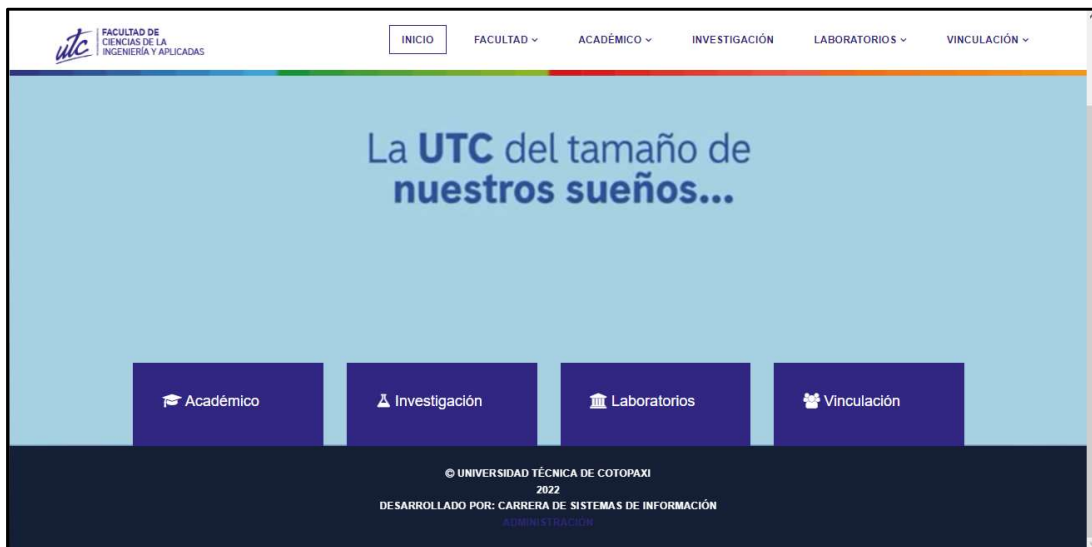 utc
FACULTAD DE
CIENCIAS DE LA
INGENIERÍA Y APLICADAS
INICIO
FACULTAD
ACADÉMICO
INVESTIGACIÓN
LABORATORIOS
VINCULACIÓN
La UTC del tamaño de
nuestros sueños...
Académico
Investigación
Laboratorios
Vinculación
© UNIVERSIDAD TÉCNICA DE COTOPAXI
2022
DESARROLLADO POR: CARRERA DE SISTEMAS DE INFORMACIÓN
ADMINISTRACION